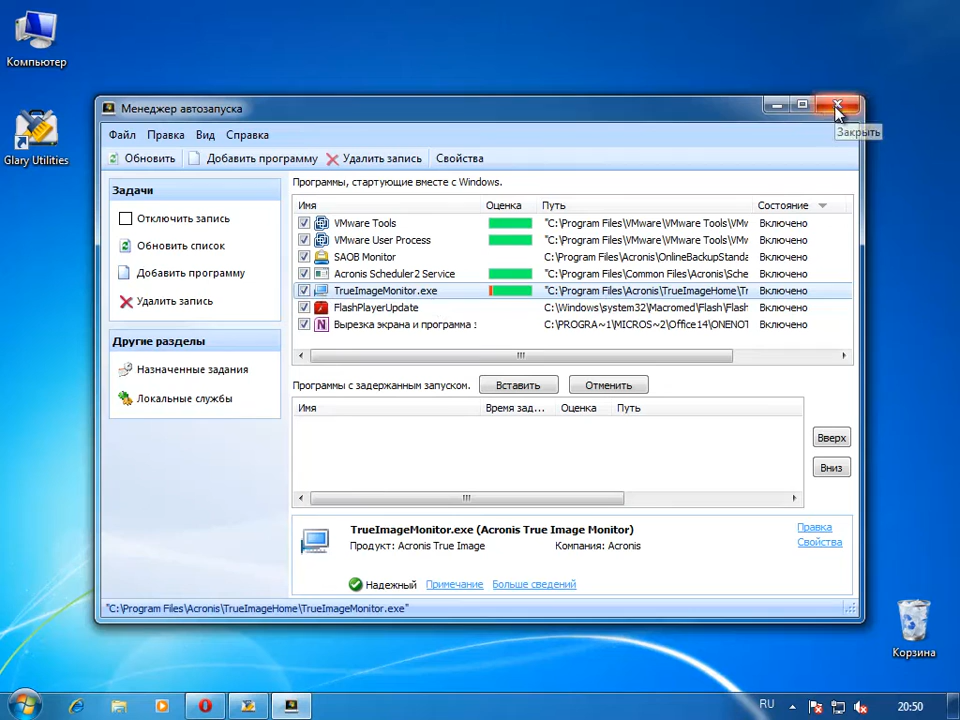 Компьютер
Glary Utilities
Менеджер автозапуска
Закрыть
Файл Правка Вид Справка
Обновить Добавить программу Удалить запись Свойства
Задачи
Отключить запись
Обновить список
Добавить программу
Удалить запись
Другие разделы
Назначенные задания
Локальные службы
Программы, стартующие вместе с Windows.
Имя Оценка Путь Состояние
VMware Tools "C:\Program Files\VMware\VMware Tools\VMw Включено
VMware User Process "C:\Program Files\VMware\VMware Tools\VMw Включено
SAOB Monitor C:\Program Files\Acronis\OnlineBackupStanda Включено
Acronis Scheduler2 Service "C:\Program Files\Common Files\Acronis\Sche Включено
TrueImageMonitor.exe "C:\Program Files\Acronis\TrueImageHome\Tr Включено
FlashPlayerUpdate C:\Windows\system32\Macromed\Flash\Flash Включено
Вырезка экрана и программа C:\PROGRA~1\MICROS~2\Office14\ONENOT Включено
Программы с задержанным запуском. Вставить Отменить
Имя Время зад... Оценка Путь
Вверх
Вниз
TrueImageMonitor.exe (Acronis True Image Monitor) Правка
Продукт: Acronis True Image Компания: Acronis Свойства
Надежный Примечание Больше сведений
"C:\Program Files\Acronis\TrueImageHome\TrueImageMonitor.exe"
Корзина
RU 20:50